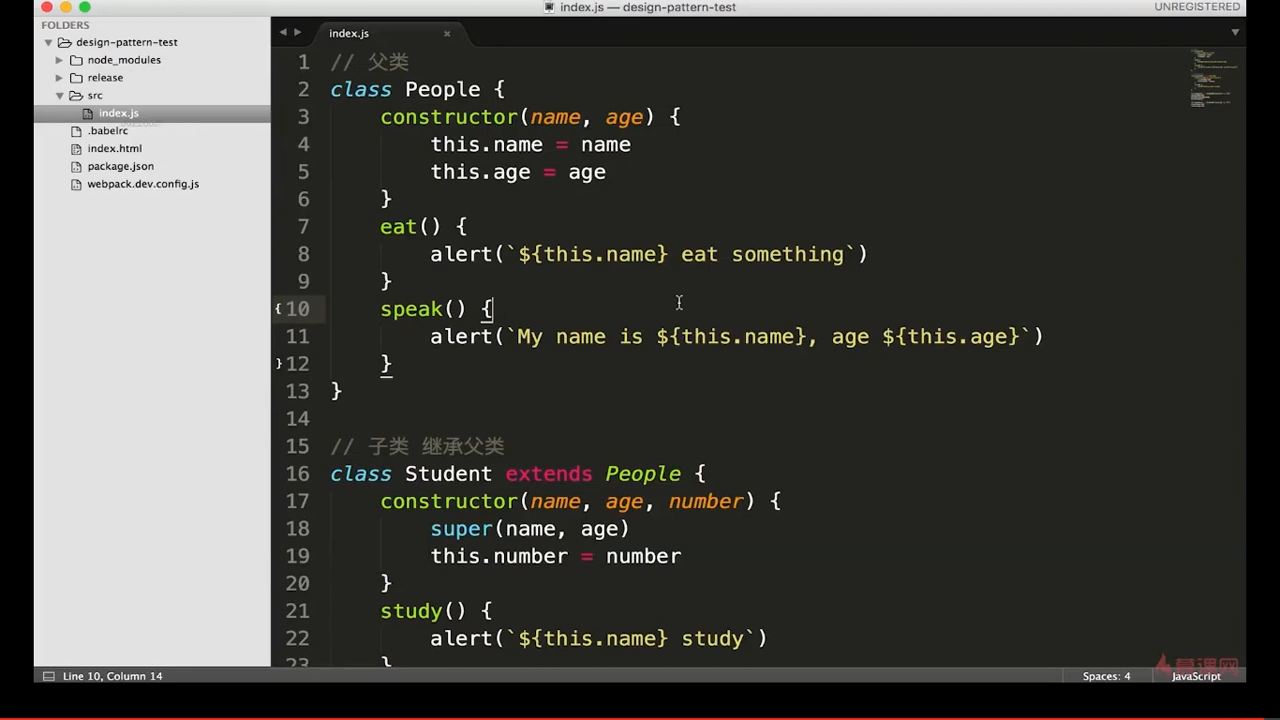 index.js — design-pattern-test
UNREGISTERED
FOLDERS
design-pattern-test
node_modules
release
src
index.js
.babelrc
index.html
package.json
webpack.dev.config.js
index.js
1 // 父类
2 class People {
3 constructor(name, age) {
4 this.name = name
5 this.age = age
6 }
7 eat() {
8 alert(`${this.name} eat something`)
9 }
10 speak() {
11 alert(`My name is ${this.name}, age ${this.age}`)
12 }
13 }
14
15 // 子类 继承父类
16 class Student extends People {
17 constructor(name, age, number) {
18 super(name, age)
19 this.number = number
20 }
21 study() {
22 alert(`${this.name} study`)
23 }
慕课网
Line 10, Column 14
Spaces: 4
JavaScript